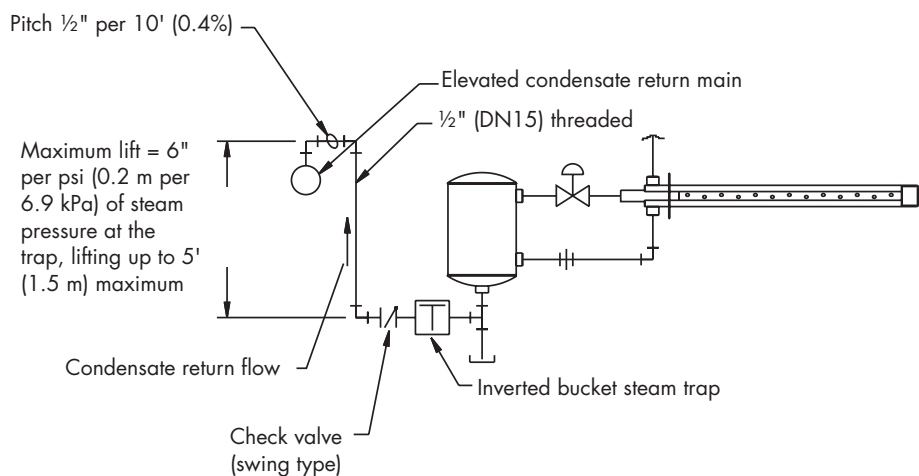 Pitch ½" per 10' (0.4%)
Elevated condensate return main
½" (DN15) threaded
Maximum lift = 6"
per psi (0.2 m per
6.9 kPa) of steam
pressure at the
trap, lifting up to 5'
(1.5 m) maximum
Condensate return flow
Inverted bucket steam trap
Check valve
(swing type)